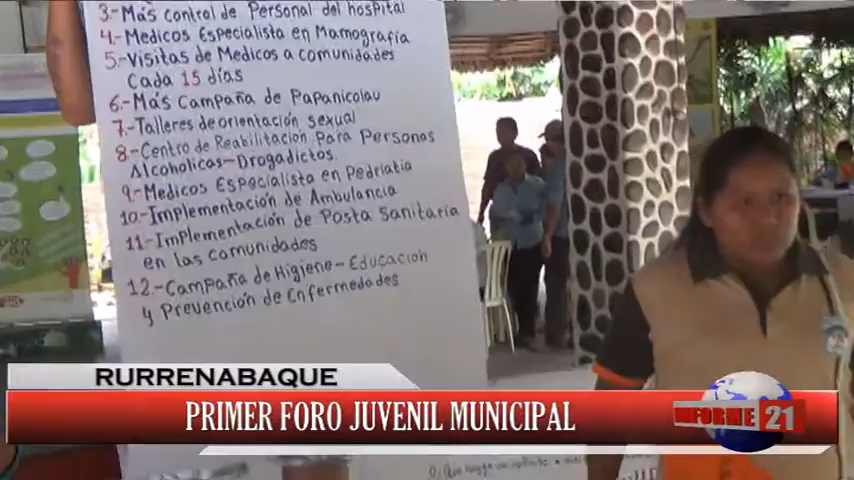 3.- Más control de Personal del hospital
4.- Medicos Especialista en Mamografía
5.- Visitas de Medicos a comunidades
Cada 15 días
6.- Más Campaña de Papanicolau
7.- Talleres de orientación sexual
8.- Centro de Reabilitación para Personas
Alcoholicas - Drogadictos.
9.- Medicos Especialista en Pedriatia
10.- Implementación de Ambulancia
11.- Implementación de Posta Sanitaria
en las comunidades
12.- Campaña de Higiene - Educación
y Prevención de Enfermedades.
RURRENABAQUE
PRIMER FORO JUVENIL MUNICIPAL
INFORME 21